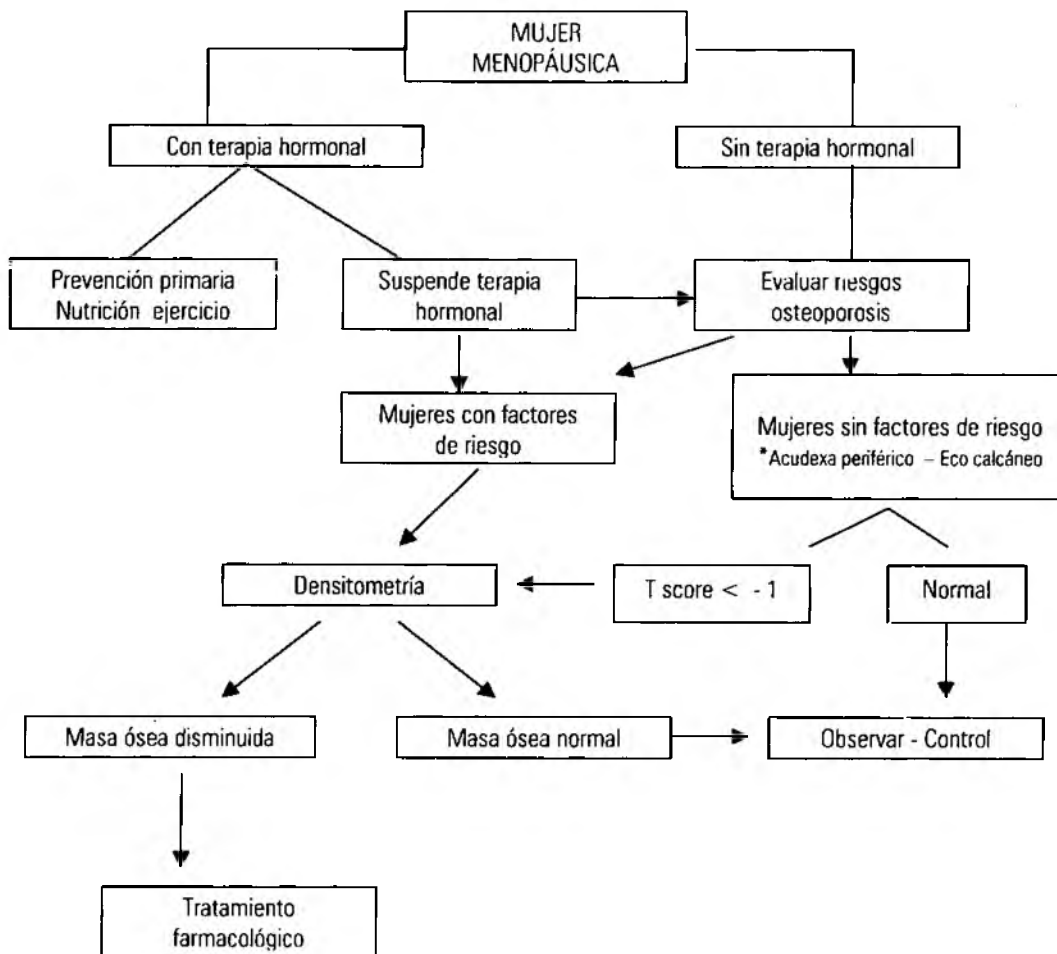 MUJER
MENOPÁUSICA
Con terapia hormonal
Sin terapia hormonal
Prevención primaria
Nutrición ejercicio
Suspende terapia
hormonal
Evaluar riesgos
osteoporosis
Mujeres con factores
de riesgo
Mujeres sin factores de riesgo
*Acudexa periférico – Eco calcáneo
Densitometría
T score < - 1
Normal
Masa ósea disminuida
Masa ósea normal
Observar - Control
Tratamiento
farmacológico